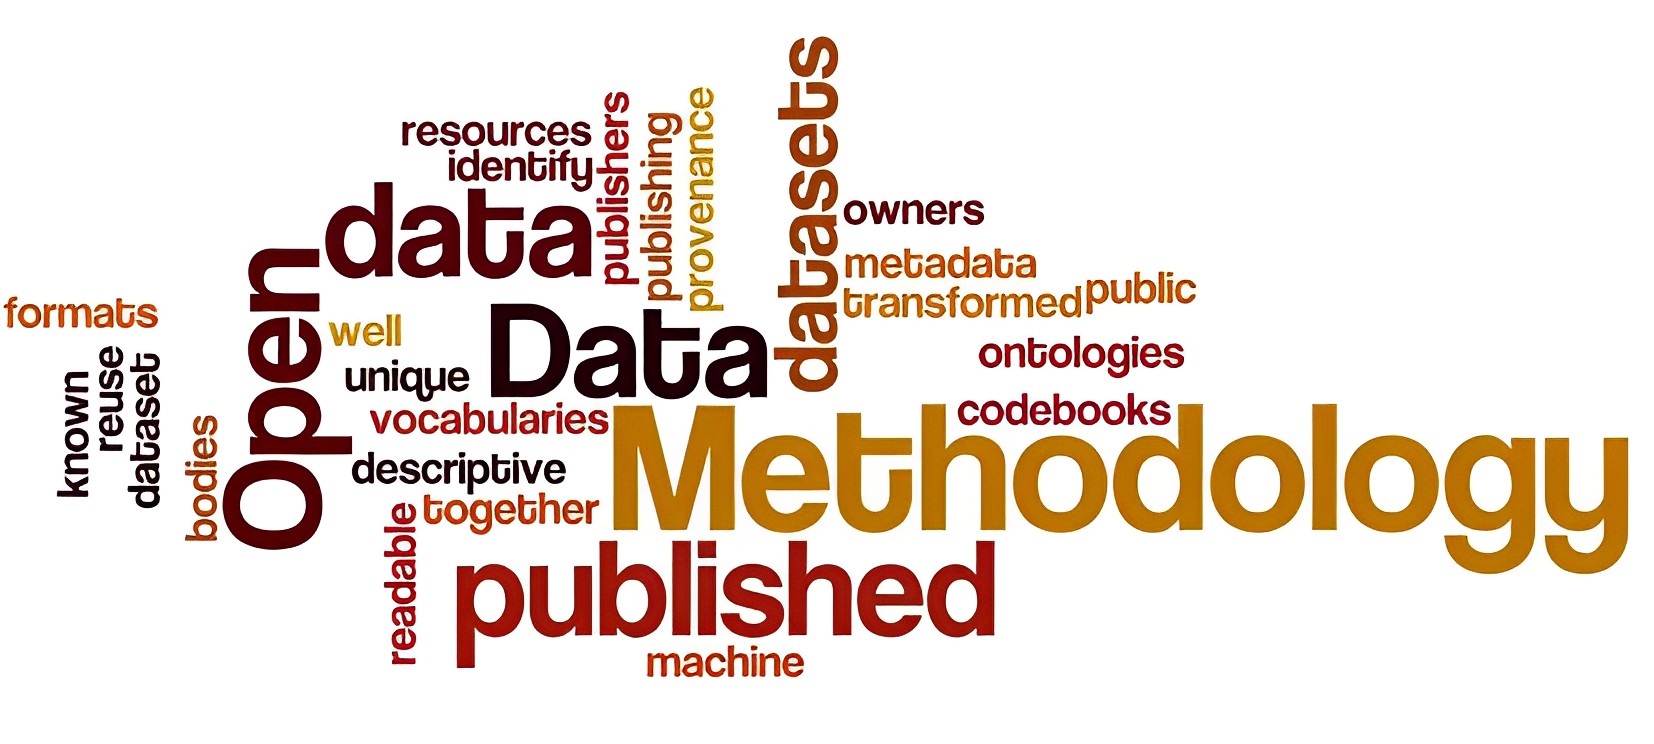 resources
identify
publishers
publishing
provenance
datasets
data
owners
metadata
transformed
public
formats
Open
well
Data
unique
ontologies
known
reuse
dataset
vocabularies
codebooks
bodies
descriptive
Methodology
together
readable
published
machine